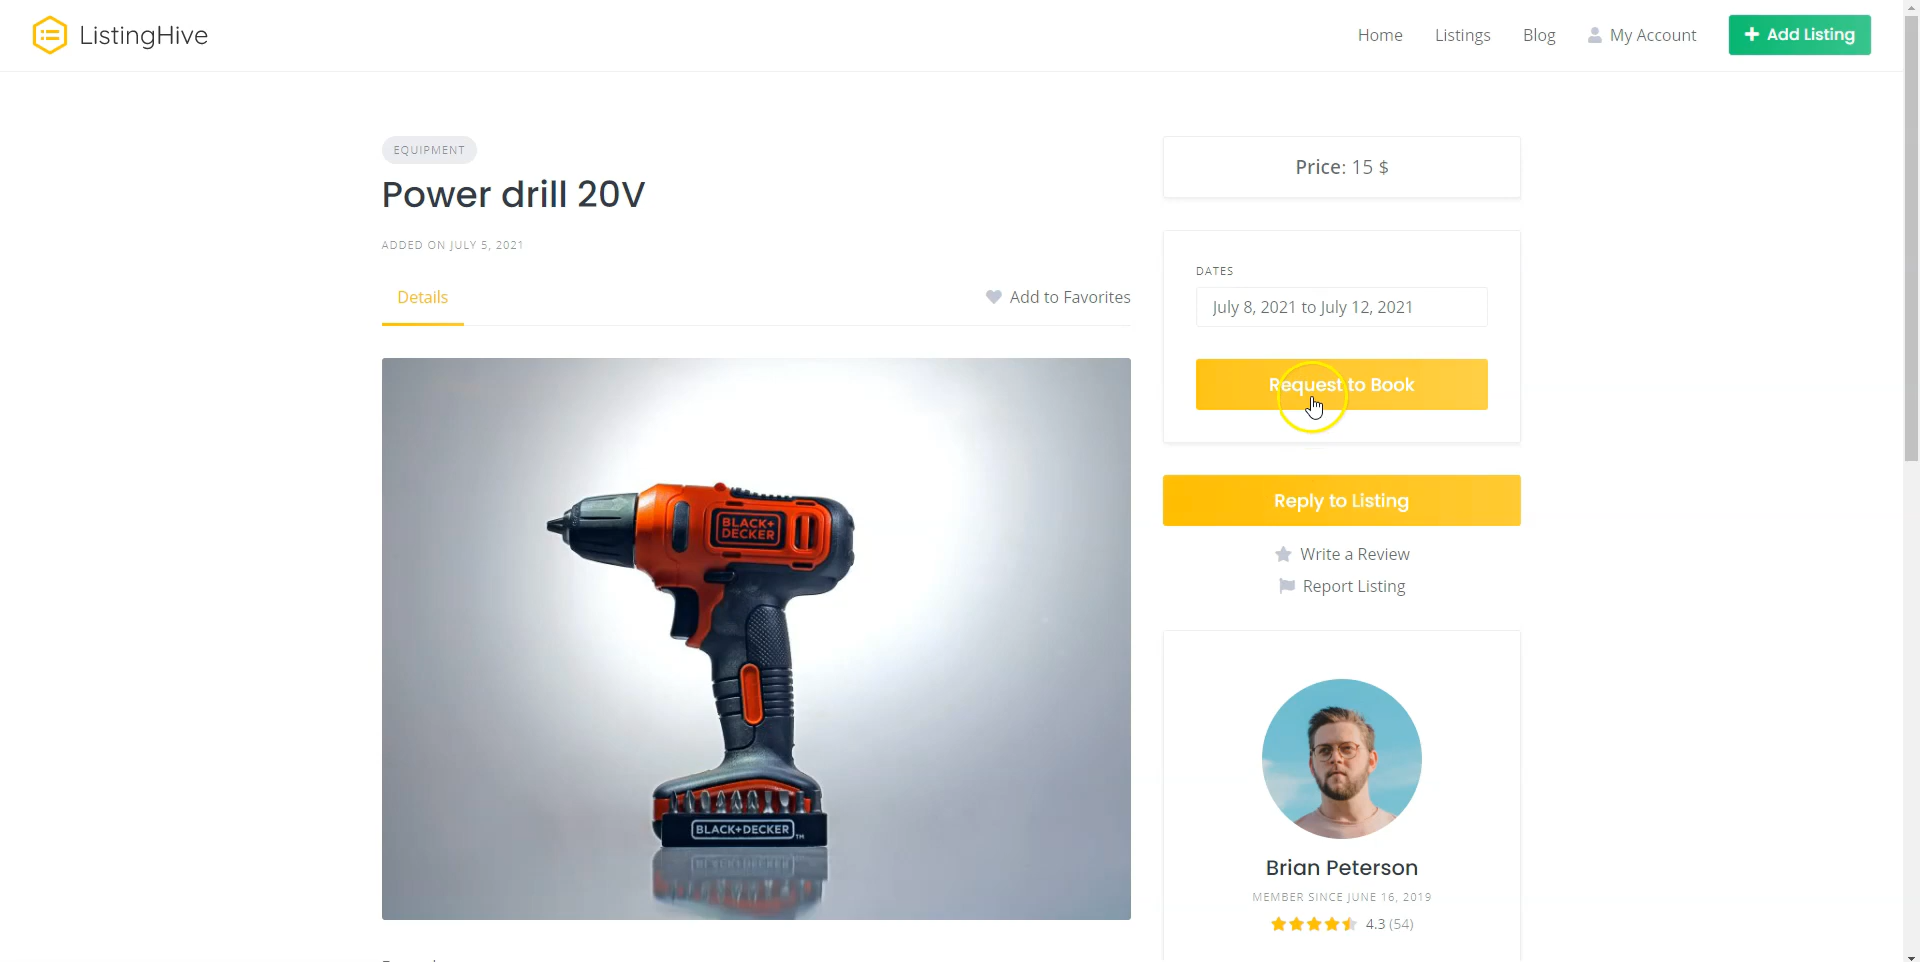 ListingHive
Home
Listings
Blog
My Account
Add Listing
EQUIPMENT
Power drill 20V
ADDED ON JULY 5, 2021
Details
Add to Favorites
BLACK+
DECKER
BLACK+DECKER™
Price: 15 $
DATES
July 8, 2021 to July 12, 2021
Request to Book
Reply to Listing
Write a Review
Report Listing
Brian Peterson
MEMBER SINCE JUNE 16, 2019
4.3 (54)